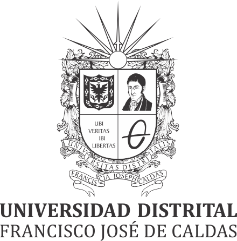 UBI
VERITAS
IBI
LIBERTAS
UNIVERSIDAD DISTRITAL
FRANCISCO JOSÉ DE CALDAS